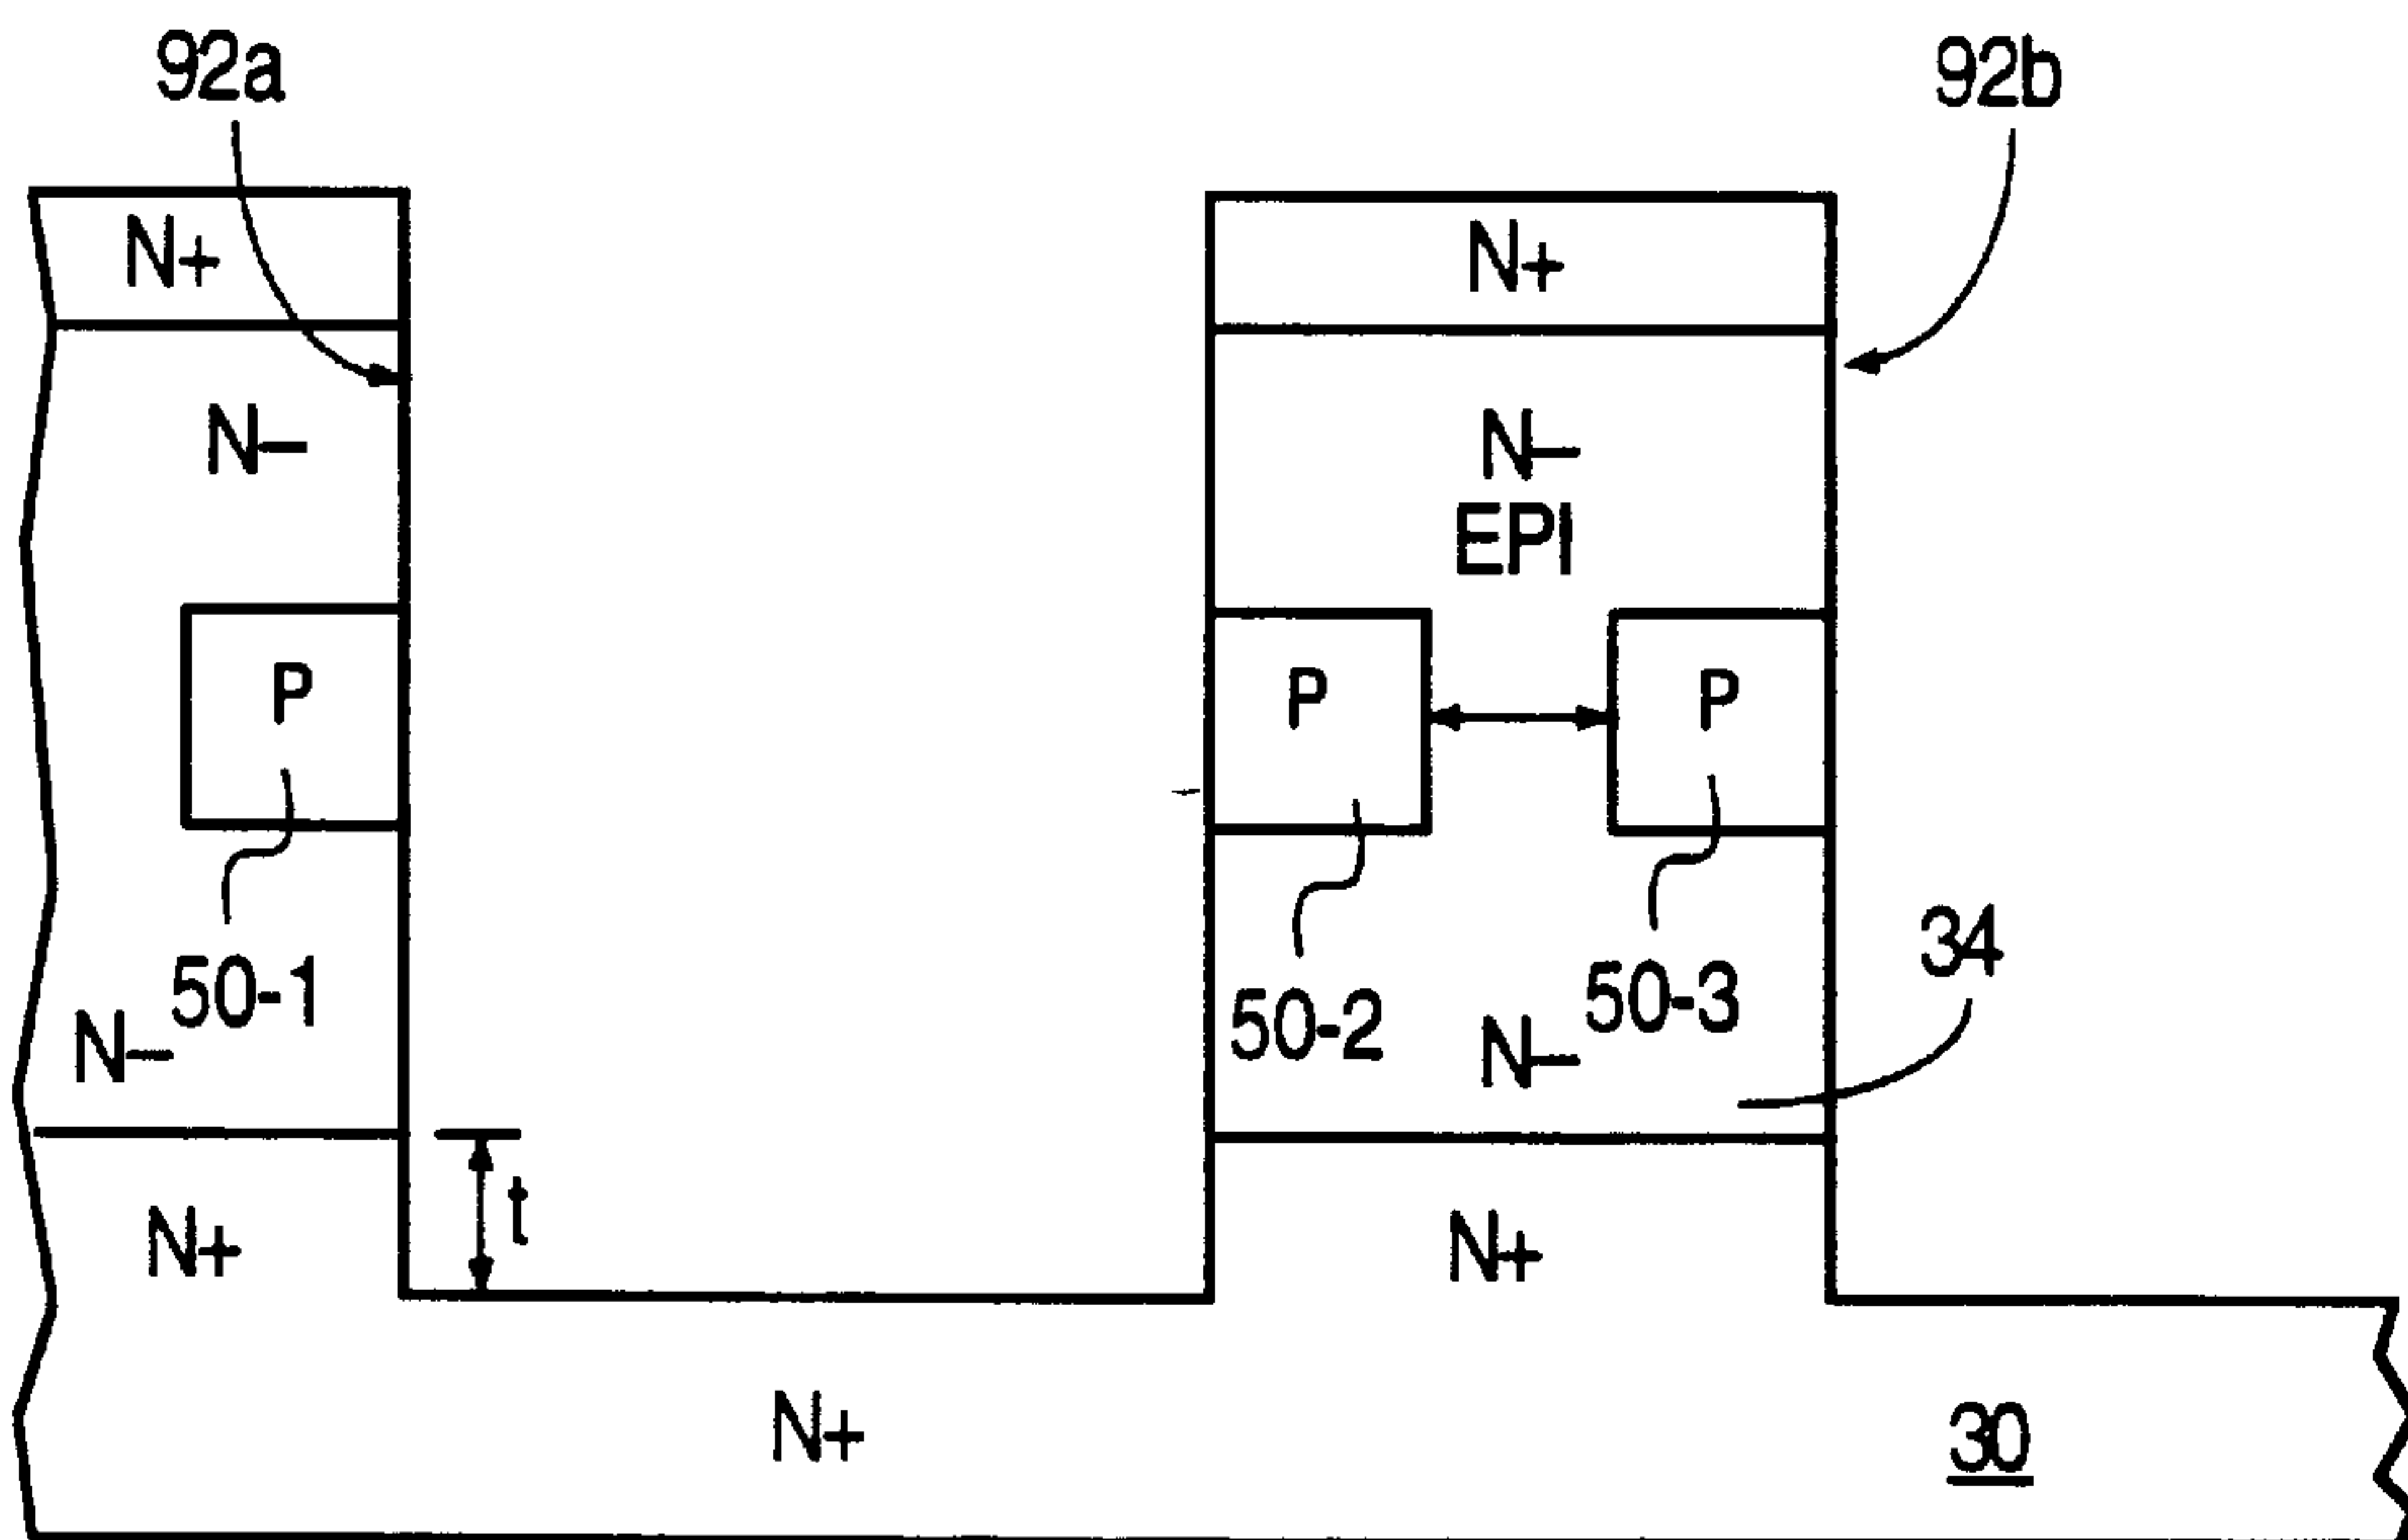 92a
92b
N+
N+
N-
N-
EPI
P
P
P
50-1
50-2
50-3
34
N-
N-
t
N+
N+
N+
30